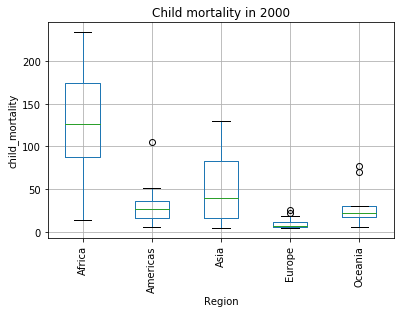 Child mortality in 2000
child_mortality
200
150
100
50
0
Africa
Americas
Asia
Europe
Oceania
Region